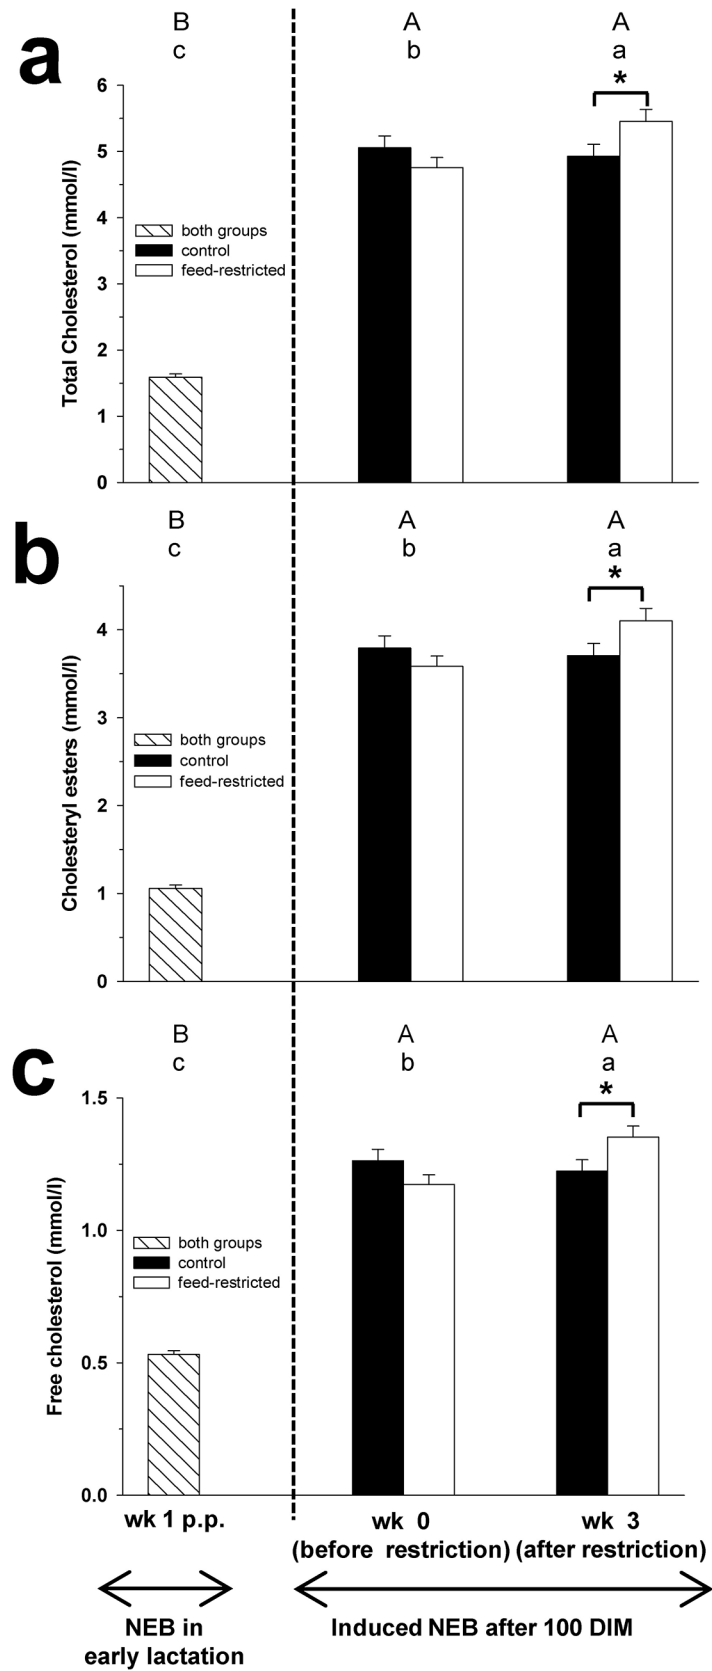 a
B A A
c b a
*
6
5
4
3
2
1
0
Total Cholesterol (mmol/l)
both groups
control
feed-restricted
b
B A A
c b a
*
4
3
2
1
0
Cholesteryl esters (mmol/l)
both groups
control
feed-restricted
c
B A A
c b a
*
1.5
1.0
0.5
0.0
Free cholesterol (mmol/l)
both groups
control
feed-restricted
wk 1 p.p. wk 0 wk 3
(before restriction) (after restriction)
NEB in
early lactation
Induced NEB after 100 DIM